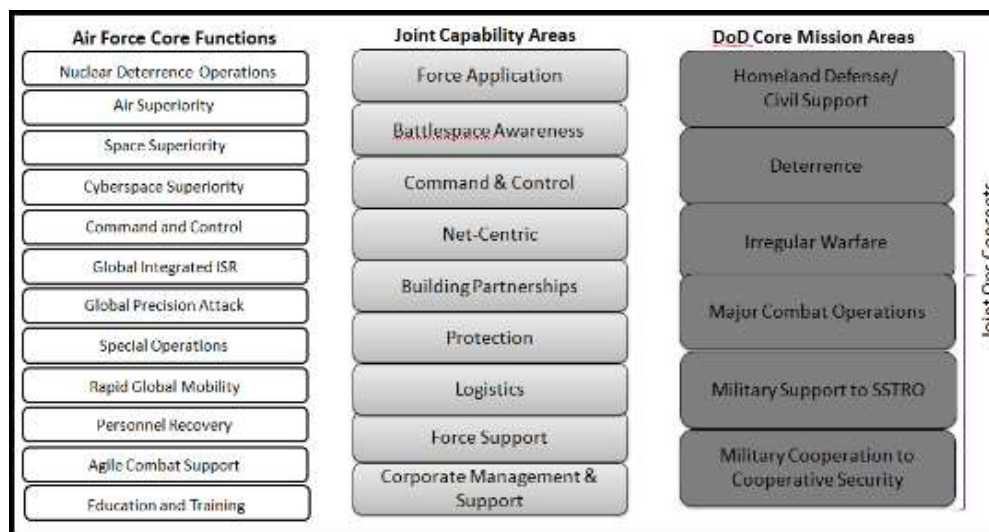 Air Force Core Functions
Nuclear Deterrence Operations
Air Superiority
Space Superiority
Cyberspace Superiority
Command and Control
Global Integrated ISR
Global Precision Attack
Special Operations
Rapid Global Mobility
Personnel Recovery
Agile Combat Support
Education and Training
Joint Capability Areas
Force Application
Battlespace Awareness
Command & Control
Net-Centric
Building Partnerships
Protection
Logistics
Force Support
Corporate Management &
Support
DoD Core Mission Areas
Homeland Defense/
Civil Support
Deterrence
Irregular Warfare
Major Combat Operations
Military Support to SSTRO
Military Cooperation to
Cooperative Security
Joint Ops Concepts